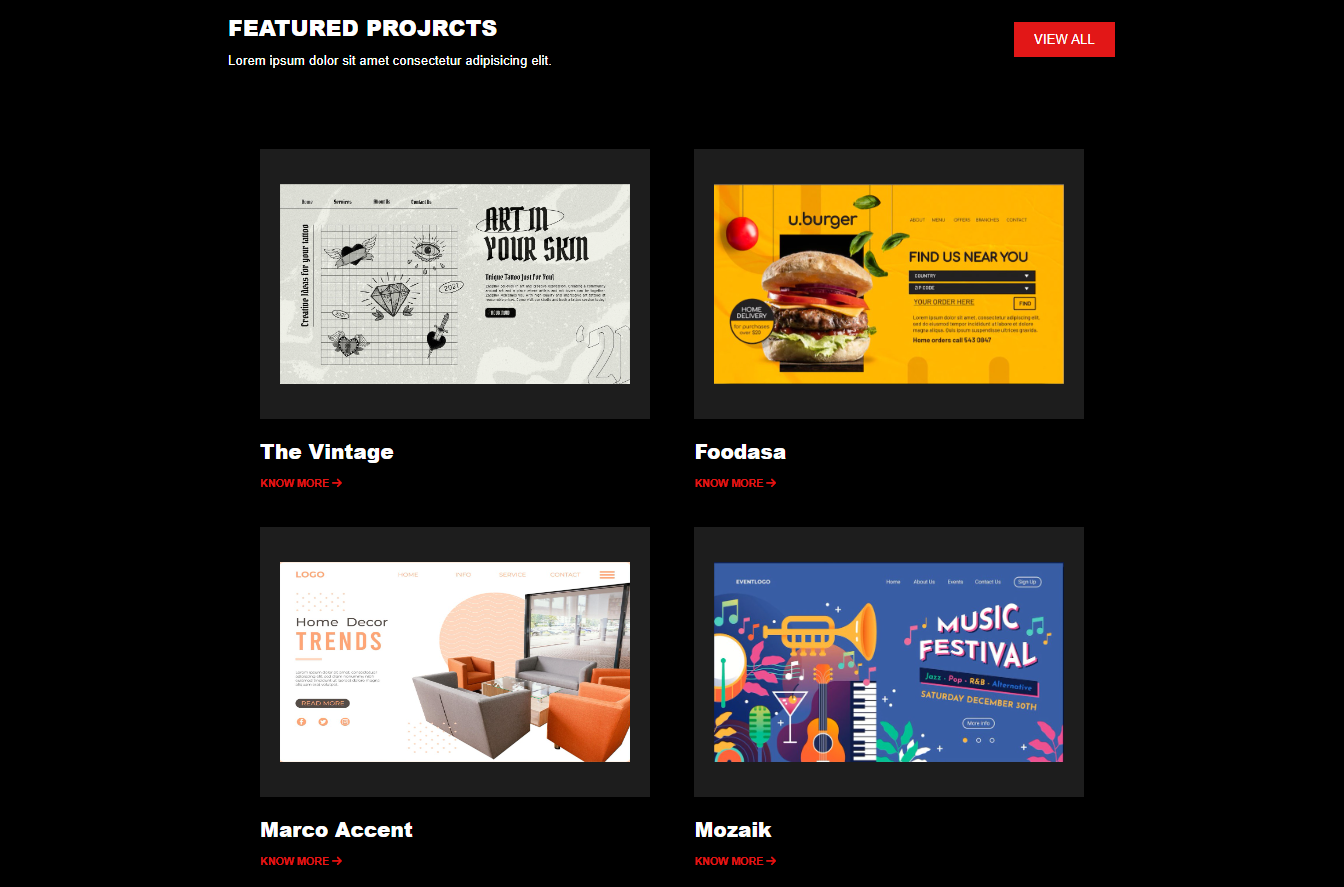 FEATURED PROJRCTS
Lorem ipsum dolor sit amet consectetur adipisicing elit.
VIEW ALL
Home Services About Us Contact Us
Creative Ideas for your tattoo
2021
ART IN
YOUR SKIN
Unique Tattoo Just For You!
u.burger
ABOUT MENU OFFERS BRANCHES CONTACT
FIND US NEAR YOU
COUNTRY
ZIP CODE
YOUR ORDER HERE
FIND
HOME
DELIVERY
for purchases
over $20
Lorem ipsum dolor sit amet, consectetur adipiscing elit,
sed do eiusmod tempor incididunt ut labore et dolore
magna aliqua. Quis ipsum suspendisse ultrices gravida.
Home orders call 543 0847
The Vintage
KNOW MORE →
Foodasa
KNOW MORE →
LOGO
HOME INFO SERVICE CONTACT
Home Decor
TRENDS
READ MORE
EVENTLOGO
Home About Us Events Contact Us Sign Up
MUSIC
FESTIVAL
Jazz · Pop · R&B · Alternative
SATURDAY DECEMBER 30TH
More info
Marco Accent
KNOW MORE →
Mozaik
KNOW MORE →